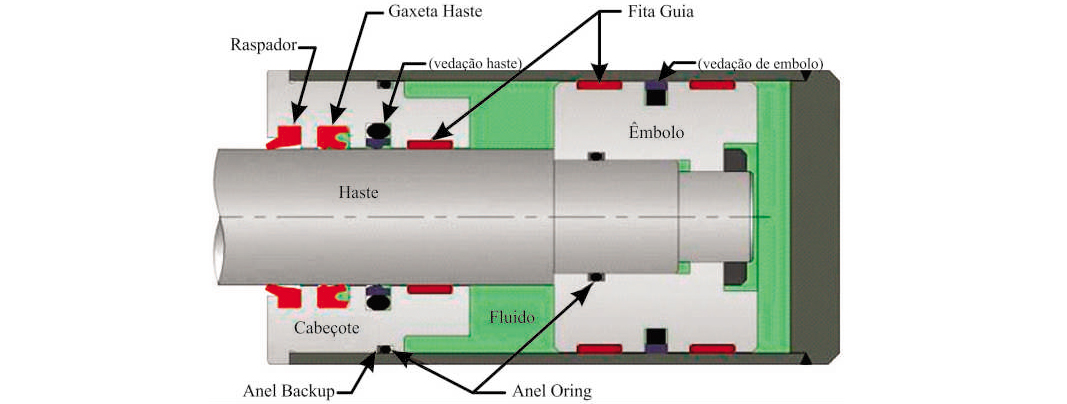 Gaxeta Haste
Fita Guia
Raspador
(vedação haste)
(vedação de embolo)
Êmbolo
Haste
Fluido
Cabeçote
Anel Backup
Anel Oring